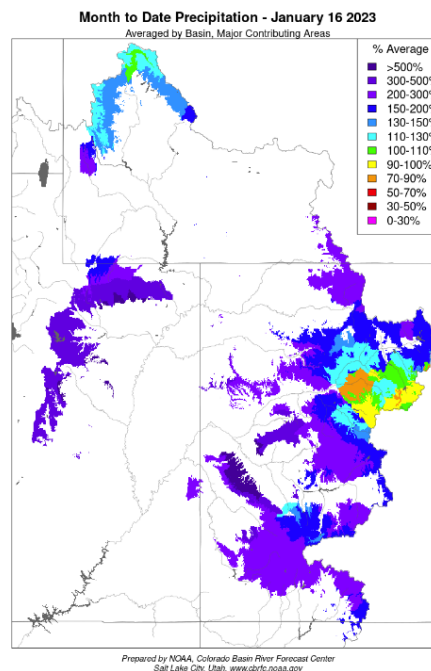 Month to Date Precipitation - January 16 2023
Averaged by Basin, Major Contributing Areas
% Average
>500%
300-500%
200-300%
150-200%
130-150%
110-130%
100-110%
90-100%
70-90%
50-70%
30-50%
0-30%
Prepared by NOAA, Colorado Basin River Forecast Center
Salt Lake City, Utah, www.cbrfc.noaa.gov